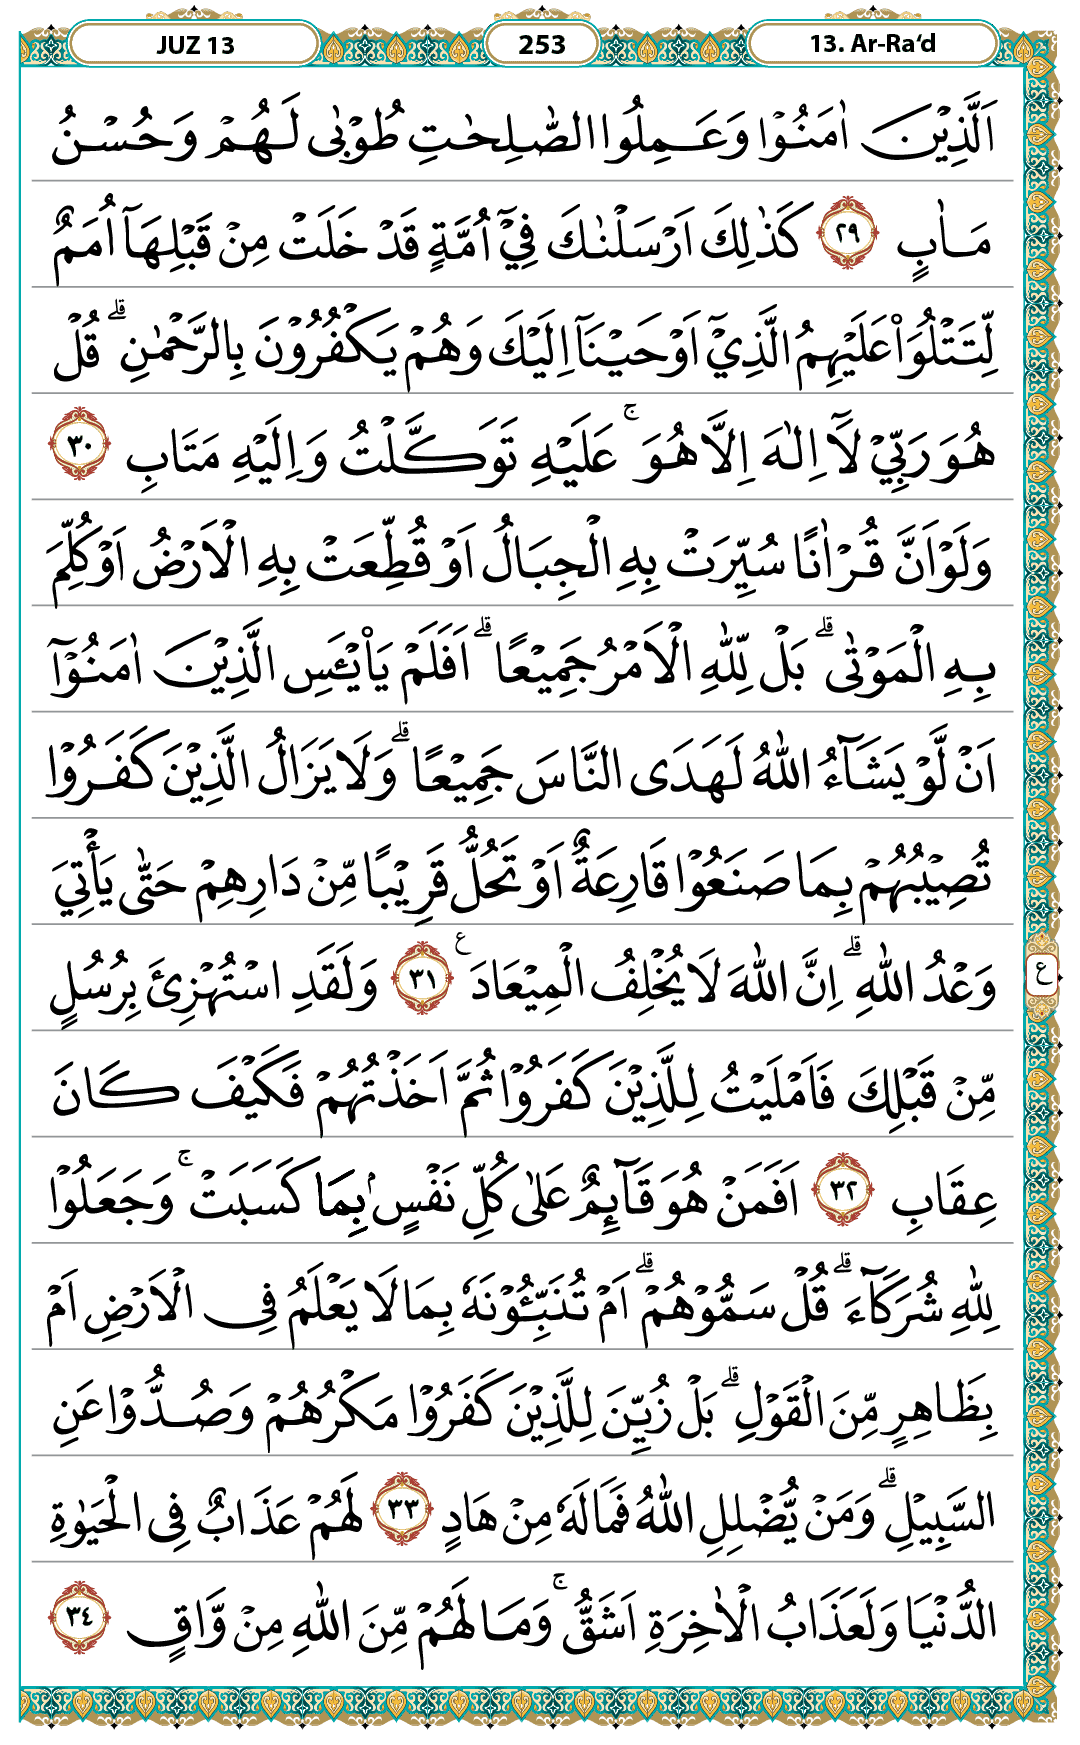 JUZ 13 253 13. Ar-Ra‘d
اَلَّذِيْنَ اٰمَنُوْا وَعَمِلُوا الصّٰلِحٰتِ طُوْبٰى لَهُمْ وَحُسْنُ
مَاٰبٍ ٢٩ كَذٰلِكَ اَرْسَلْنٰكَ فِيْٓ اُمَّةٍ قَدْ خَلَتْ مِنْ قَبْلِهَآ اُمَمٌ
لِّتَتْلُوَا۟ عَلَيْهِمُ الَّذِيْٓ اَوْحَيْنَآ اِلَيْكَ وَهُمْ يَكْفُرُوْنَ بِالرَّحْمٰنِۗ قُلْ
هُوَ رَبِّيْ لَآ اِلٰهَ اِلَّا هُوَۚ عَلَيْهِ تَوَكَّلْتُ وَاِلَيْهِ مَتَابِ ٣٠
وَلَوْ اَنَّ قُرْاٰنًا سُيِّرَتْ بِهِ الْجِبَالُ اَوْ قُطِّعَتْ بِهِ الْاَرْضُ اَوْ كُلِّمَ
بِهِ الْمَوْتٰىۗ بَلْ لِّلّٰهِ الْاَمْرُ جَمِيْعًاۗ اَفَلَمْ يَا۟يْـَٔسِ الَّذِيْنَ اٰمَنُوْٓا
اَنْ لَّوْ يَشَاۤءُ اللّٰهُ لَهَدَى النَّاسَ جَمِيْعًاۗ وَلَا يَزَالُ الَّذِيْنَ كَفَرُوْا
تُصِيْبُهُمْ بِمَا صَنَعُوْا قَارِعَةٌ اَوْ تَحُلُّ قَرِيْبًا مِّنْ دَارِهِمْ حَتّٰى يَأْتِيَ
وَعْدُ اللّٰهِۗ اِنَّ اللّٰهَ لَا يُخْلِفُ الْمِيْعَادَ ࣖ ٣١ وَلَقَدِ اسْتُهْزِئَ بِرُسُلٍ
ع
مِّنْ قَبْلِكَ فَاَمْلَيْتُ لِلَّذِيْنَ كَفَرُوْا ثُمَّ اَخَذْتُهُمْ فَكَيْفَ كَانَ
عِقَابِ ٣٢ اَفَمَنْ هُوَ قَاۤىِٕمٌ عَلٰى كُلِّ نَفْسٍۢ بِمَا كَسَبَتْۚ وَجَعَلُوْا
لِلّٰهِ شُرَكَاۤءَۗ قُلْ سَمُّوْهُمْۗ اَمْ تُنَبِّـُٔوْنَهٗ بِمَا لَا يَعْلَمُ فِى الْاَرْضِ اَمْ
بِظَاهِرٍ مِّنَ الْقَوْلِۗ بَلْ زُيِّنَ لِلَّذِيْنَ كَفَرُوْا مَكْرُهُمْ وَصُدُّوْا عَنِ
السَّبِيْلِۗ وَمَنْ يُّضْلِلِ اللّٰهُ فَمَا لَهٗ مِنْ هَادٍ ٣٣ لَهُمْ عَذَابٌ فِى الْحَيٰوةِ
الدُّنْيَا وَلَعَذَابُ الْاٰخِرَةِ اَشَقُّۚ وَمَا لَهُمْ مِّنَ اللّٰهِ مِنْ وَّاقٍ ٣٤